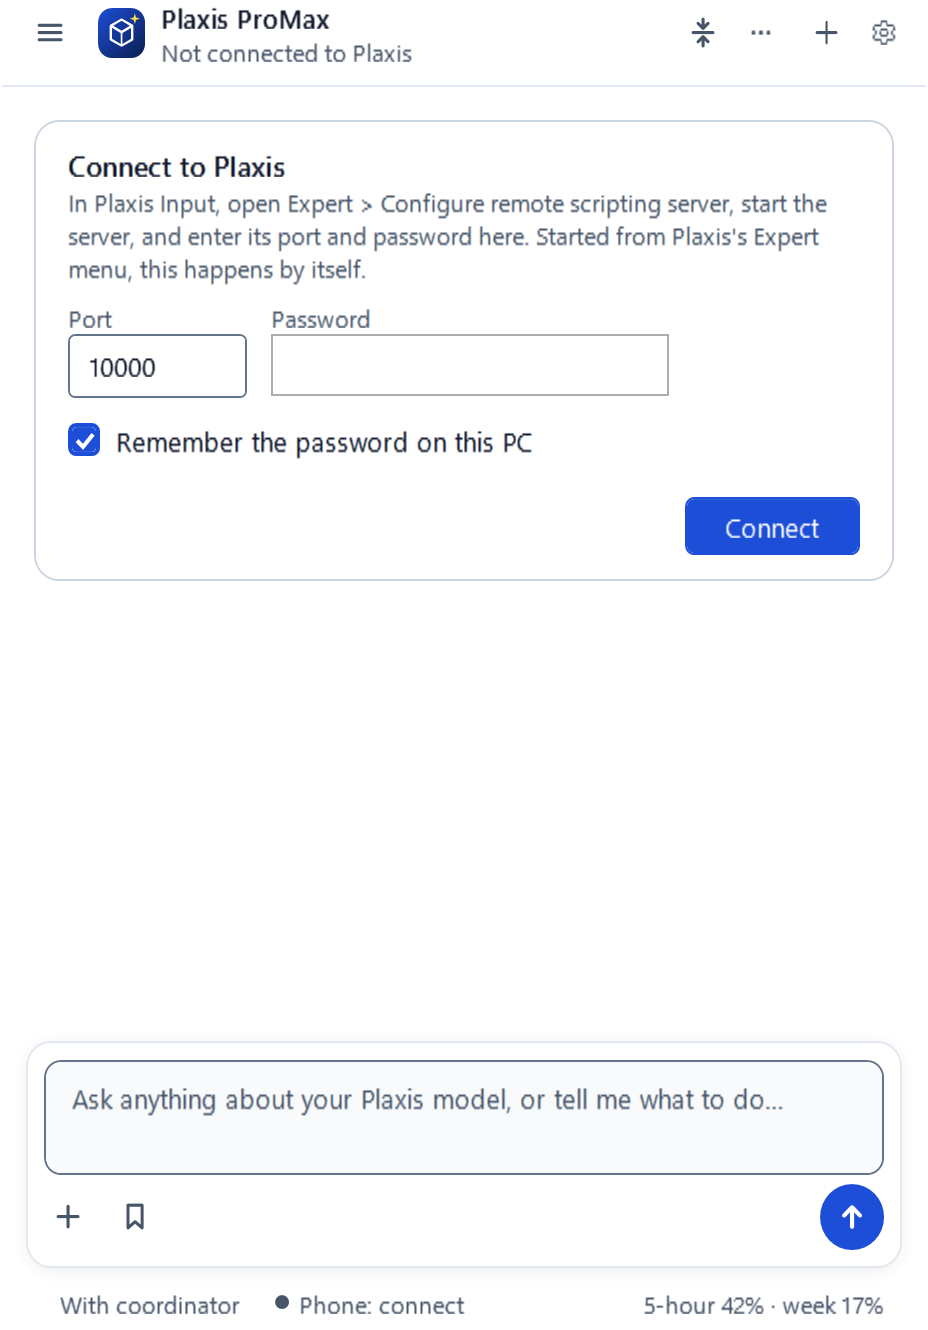 Plaxis ProMax
Not connected to Plaxis
Connect to Plaxis
In Plaxis Input, open Expert > Configure remote scripting server, start the
server, and enter its port and password here. Started from Plaxis's Expert
menu, this happens by itself.
Port Password
10000
Remember the password on this PC
Connect
Ask anything about your Plaxis model, or tell me what to do...
With coordinator Phone: connect 5-hour 42% · week 17%